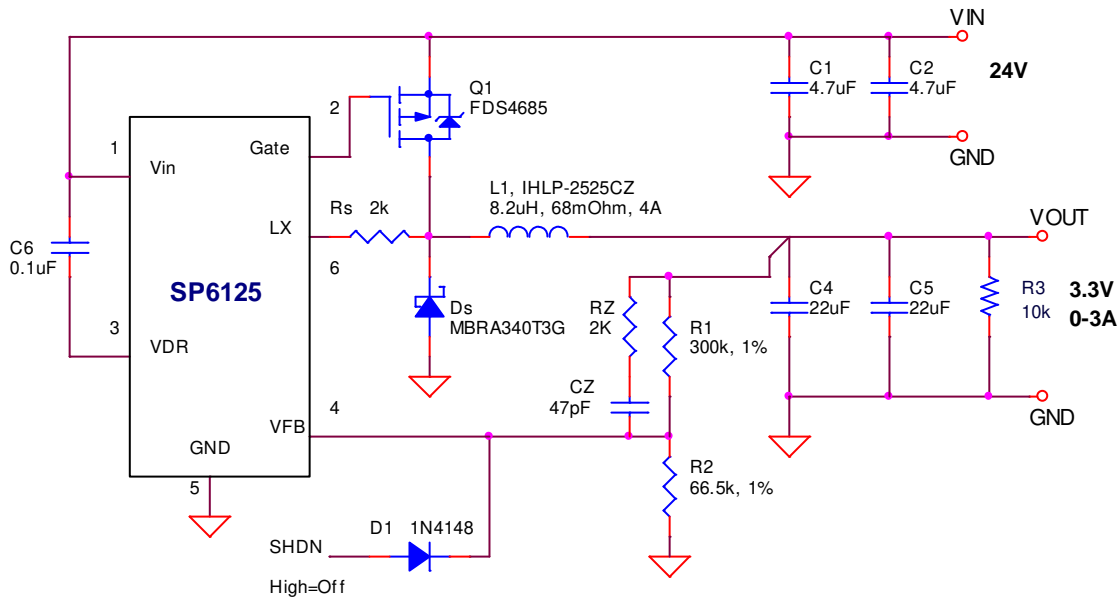 VIN
24V
C1
4.7uF
C2
4.7uF
GND
Q1
FDS4685
2
1
Vin
Gate
L1, IHLP-2525CZ
8.2uH, 68mOhm, 4A
Rs 2k
LX
VOUT
C6
0.1uF
6
SP6125
Ds
MBRA340T3G
RZ
2K
R1
300k, 1%
C4
22uF
C5
22uF
R3
10k
3.3V
0-3A
3
VDR
CZ
47pF
4
VFB
GND
GND
5
R2
66.5k, 1%
D1 1N4148
SHDN
High=Off